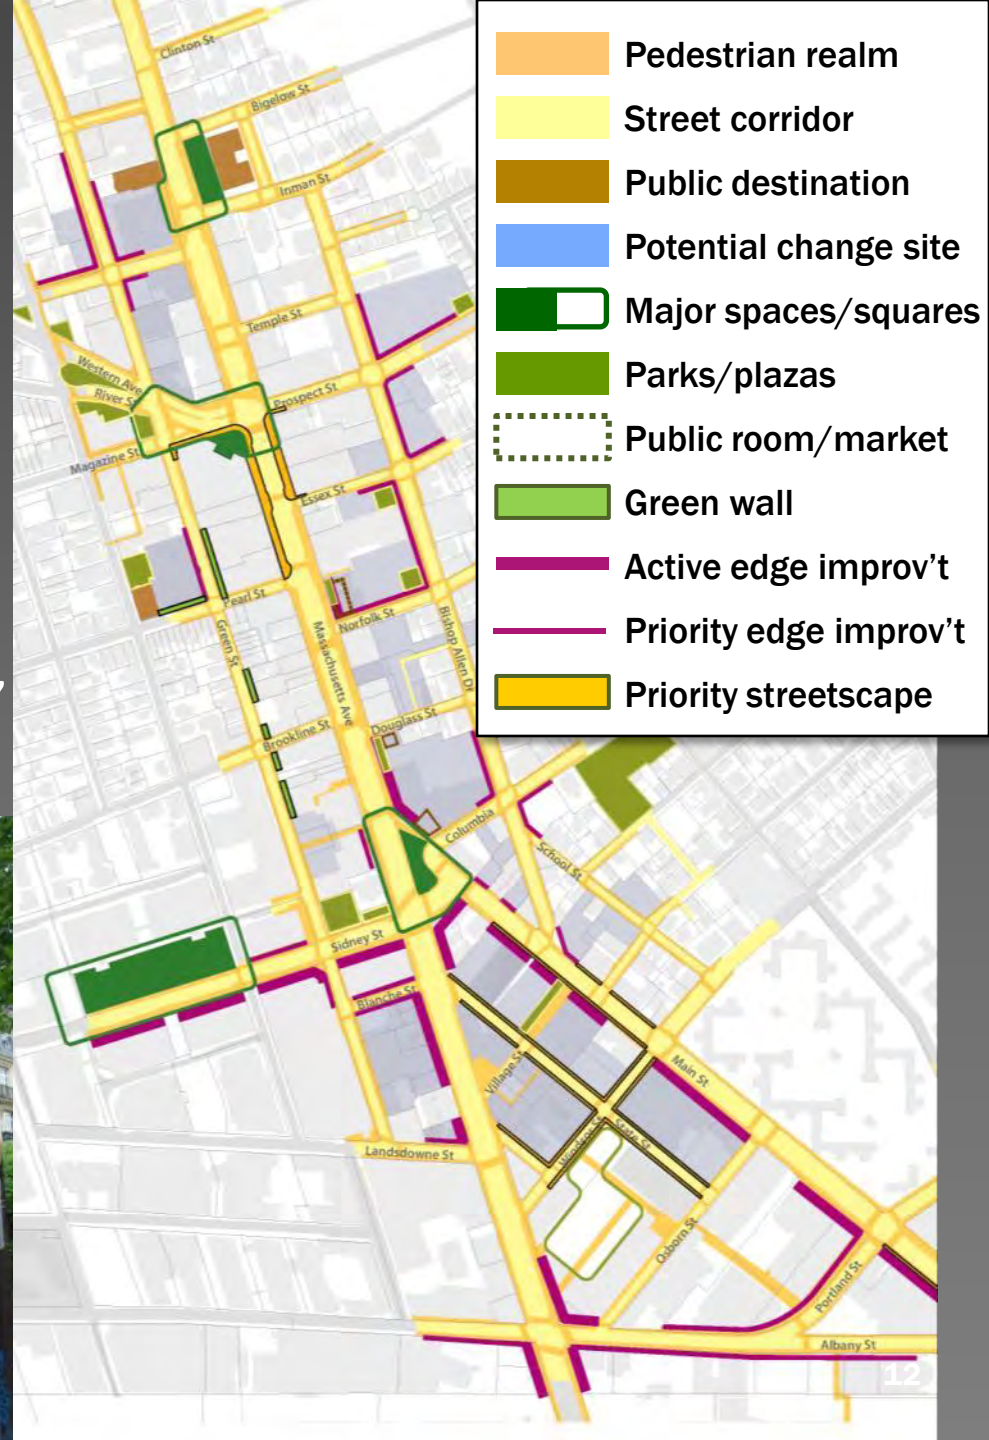 Pedestrian realm
Street corridor
Public destination
Potential change site
Major spaces/squares
Parks/plazas
Public room/market
Green wall
Active edge improv't
Priority edge improv't
Priority streetscape
Clinton St
Bigelow St
Inman St
Temple St
Western Ave
River St
Prospect St
Magazine St
Essex St
Pearl St
Norfolk St
Green St
Massachusetts Ave
Bishop Allen Dr
Douglass St
Brookline St
Columbia
School St
Sidney St
Blanche St
Village St
Main St
State St
Windsor St
Landsdowne St
Osborn St
Portland St
Albany St
12